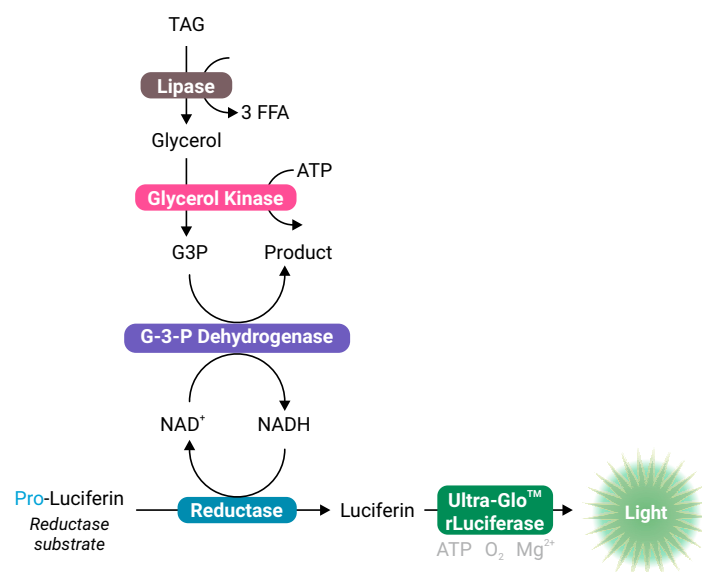 TAG
Lipase
3 FFA
Glycerol
ATP
Glycerol Kinase
G3P
Product
G-3-P Dehydrogenase
NAD⁺
NADH
Pro-Luciferin
Reductase
substrate
Reductase
Luciferin
Ultra-Glo™
rLuciferase
ATP O₂ Mg²⁺
Light